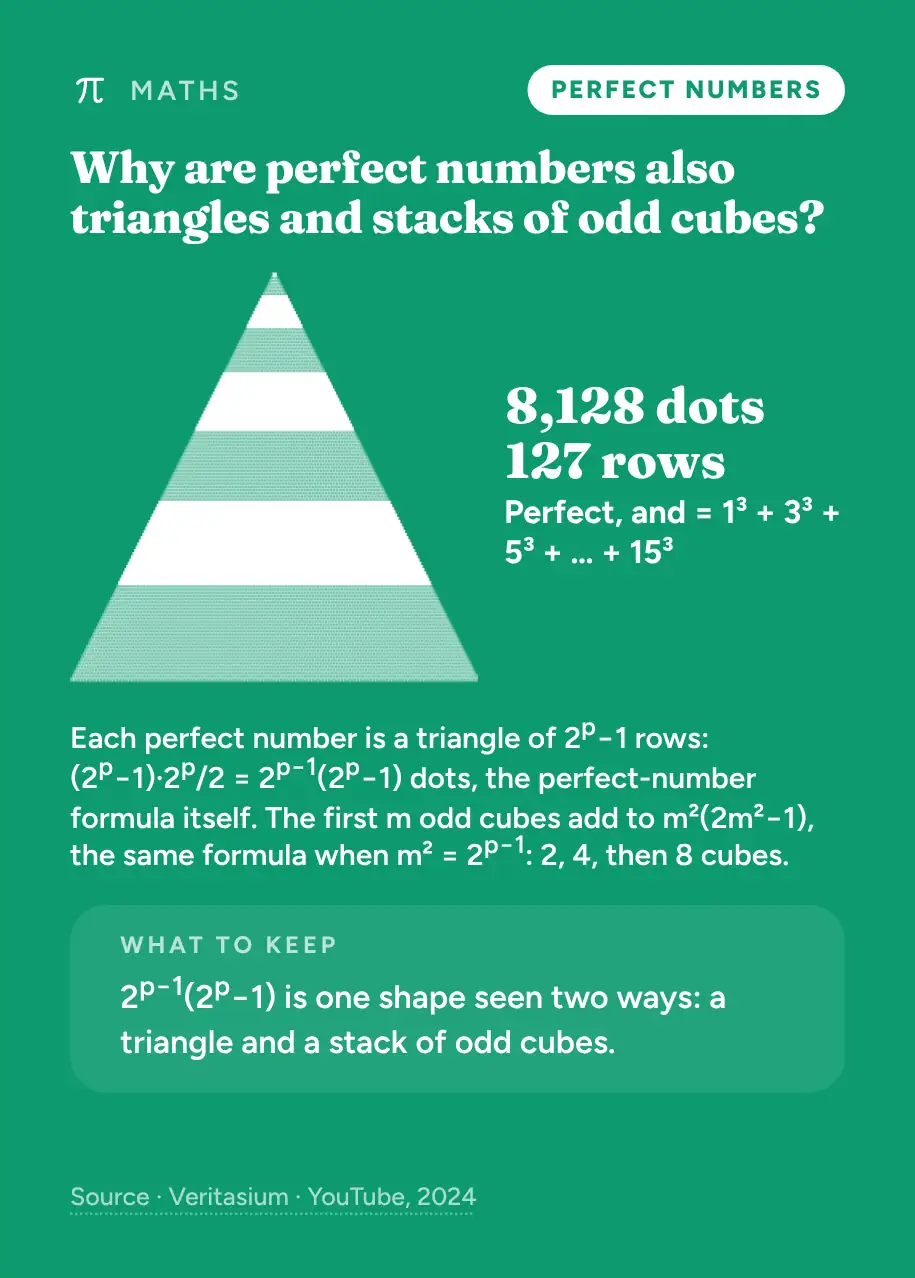 π MATHS
PERFECT NUMBERS
Why are perfect numbers also
triangles and stacks of odd cubes?
8,128 dots
127 rows
Perfect, and = 1³ + 3³ +
5³ + … + 15³
Each perfect number is a triangle of 2ᵖ−1 rows:
(2ᵖ−1)·2ᵖ/2 = 2ᵖ⁻¹(2ᵖ−1) dots, the perfect-number
formula itself. The first m odd cubes add to m²(2m²−1),
the same formula when m² = 2ᵖ⁻¹: 2, 4, then 8 cubes.
WHAT TO KEEP
2ᵖ⁻¹(2ᵖ−1) is one shape seen two ways: a
triangle and a stack of odd cubes.
Source · Veritasium · YouTube, 2024